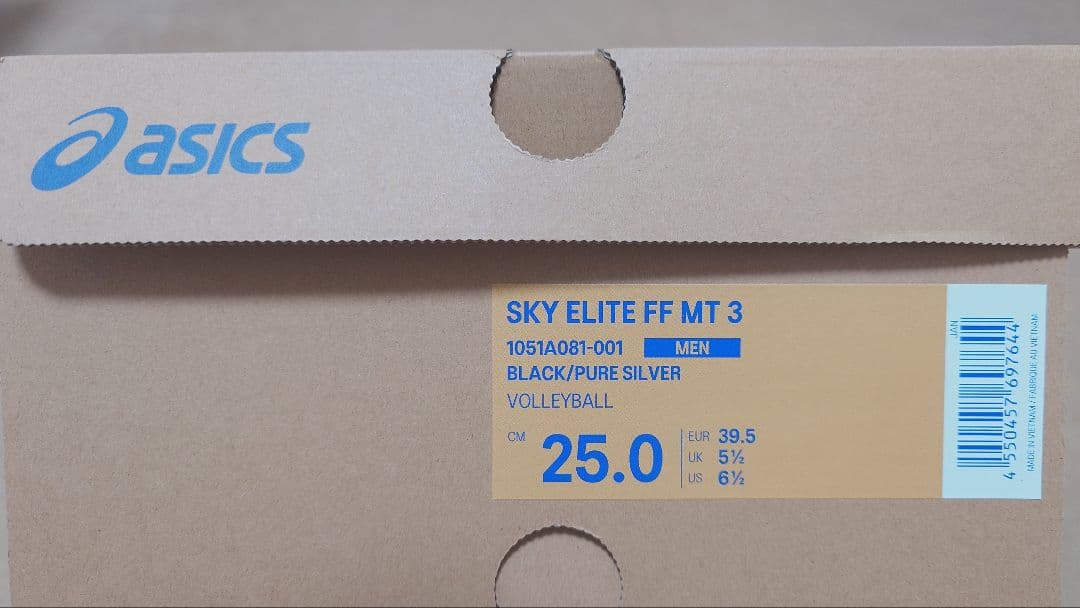 asics
SKY ELITE FF MT 3
1051A081-001 MEN
BLACK/PURE SILVER
VOLLEYBALL
CM 25.0
EUR 39.5
UK 5½
US 6½
JAN
4 550457 697644
MADE IN VIETNAM / FABRIQUE AU VIETNAM